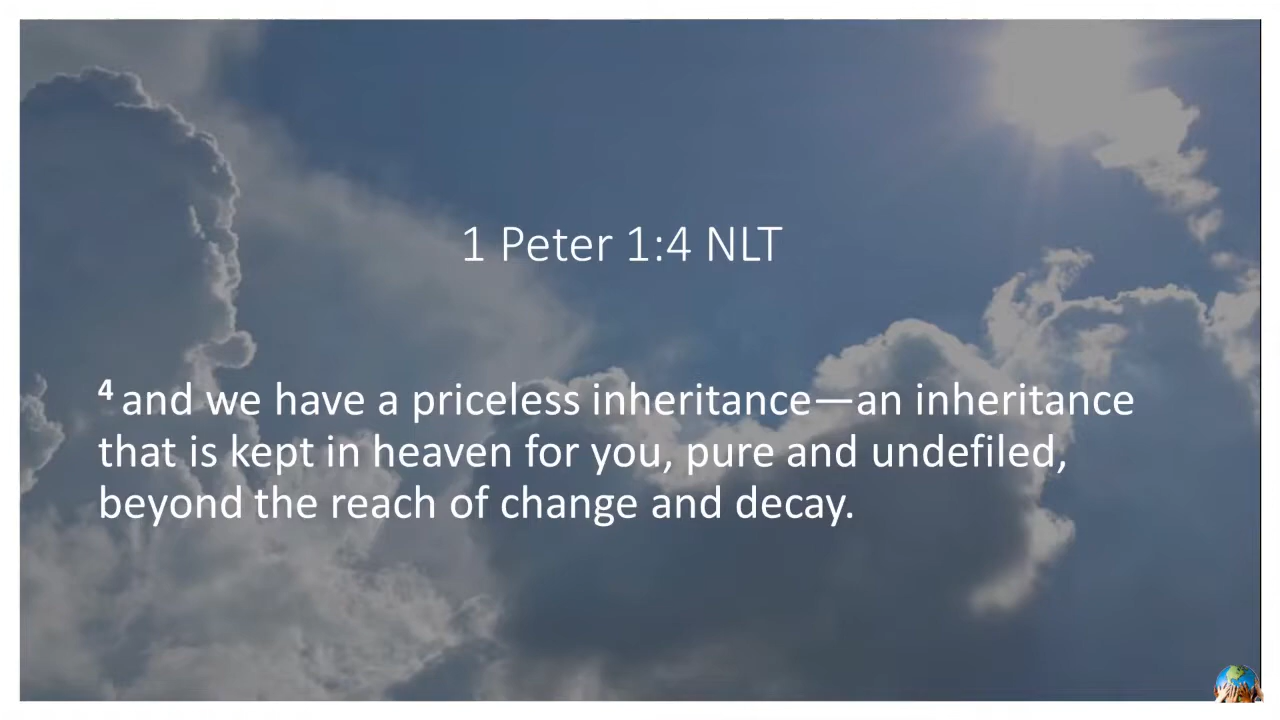 1 Peter 1:4 NLT
⁴ and we have a priceless inheritance—an inheritance
that is kept in heaven for you, pure and undefiled,
beyond the reach of change and decay.